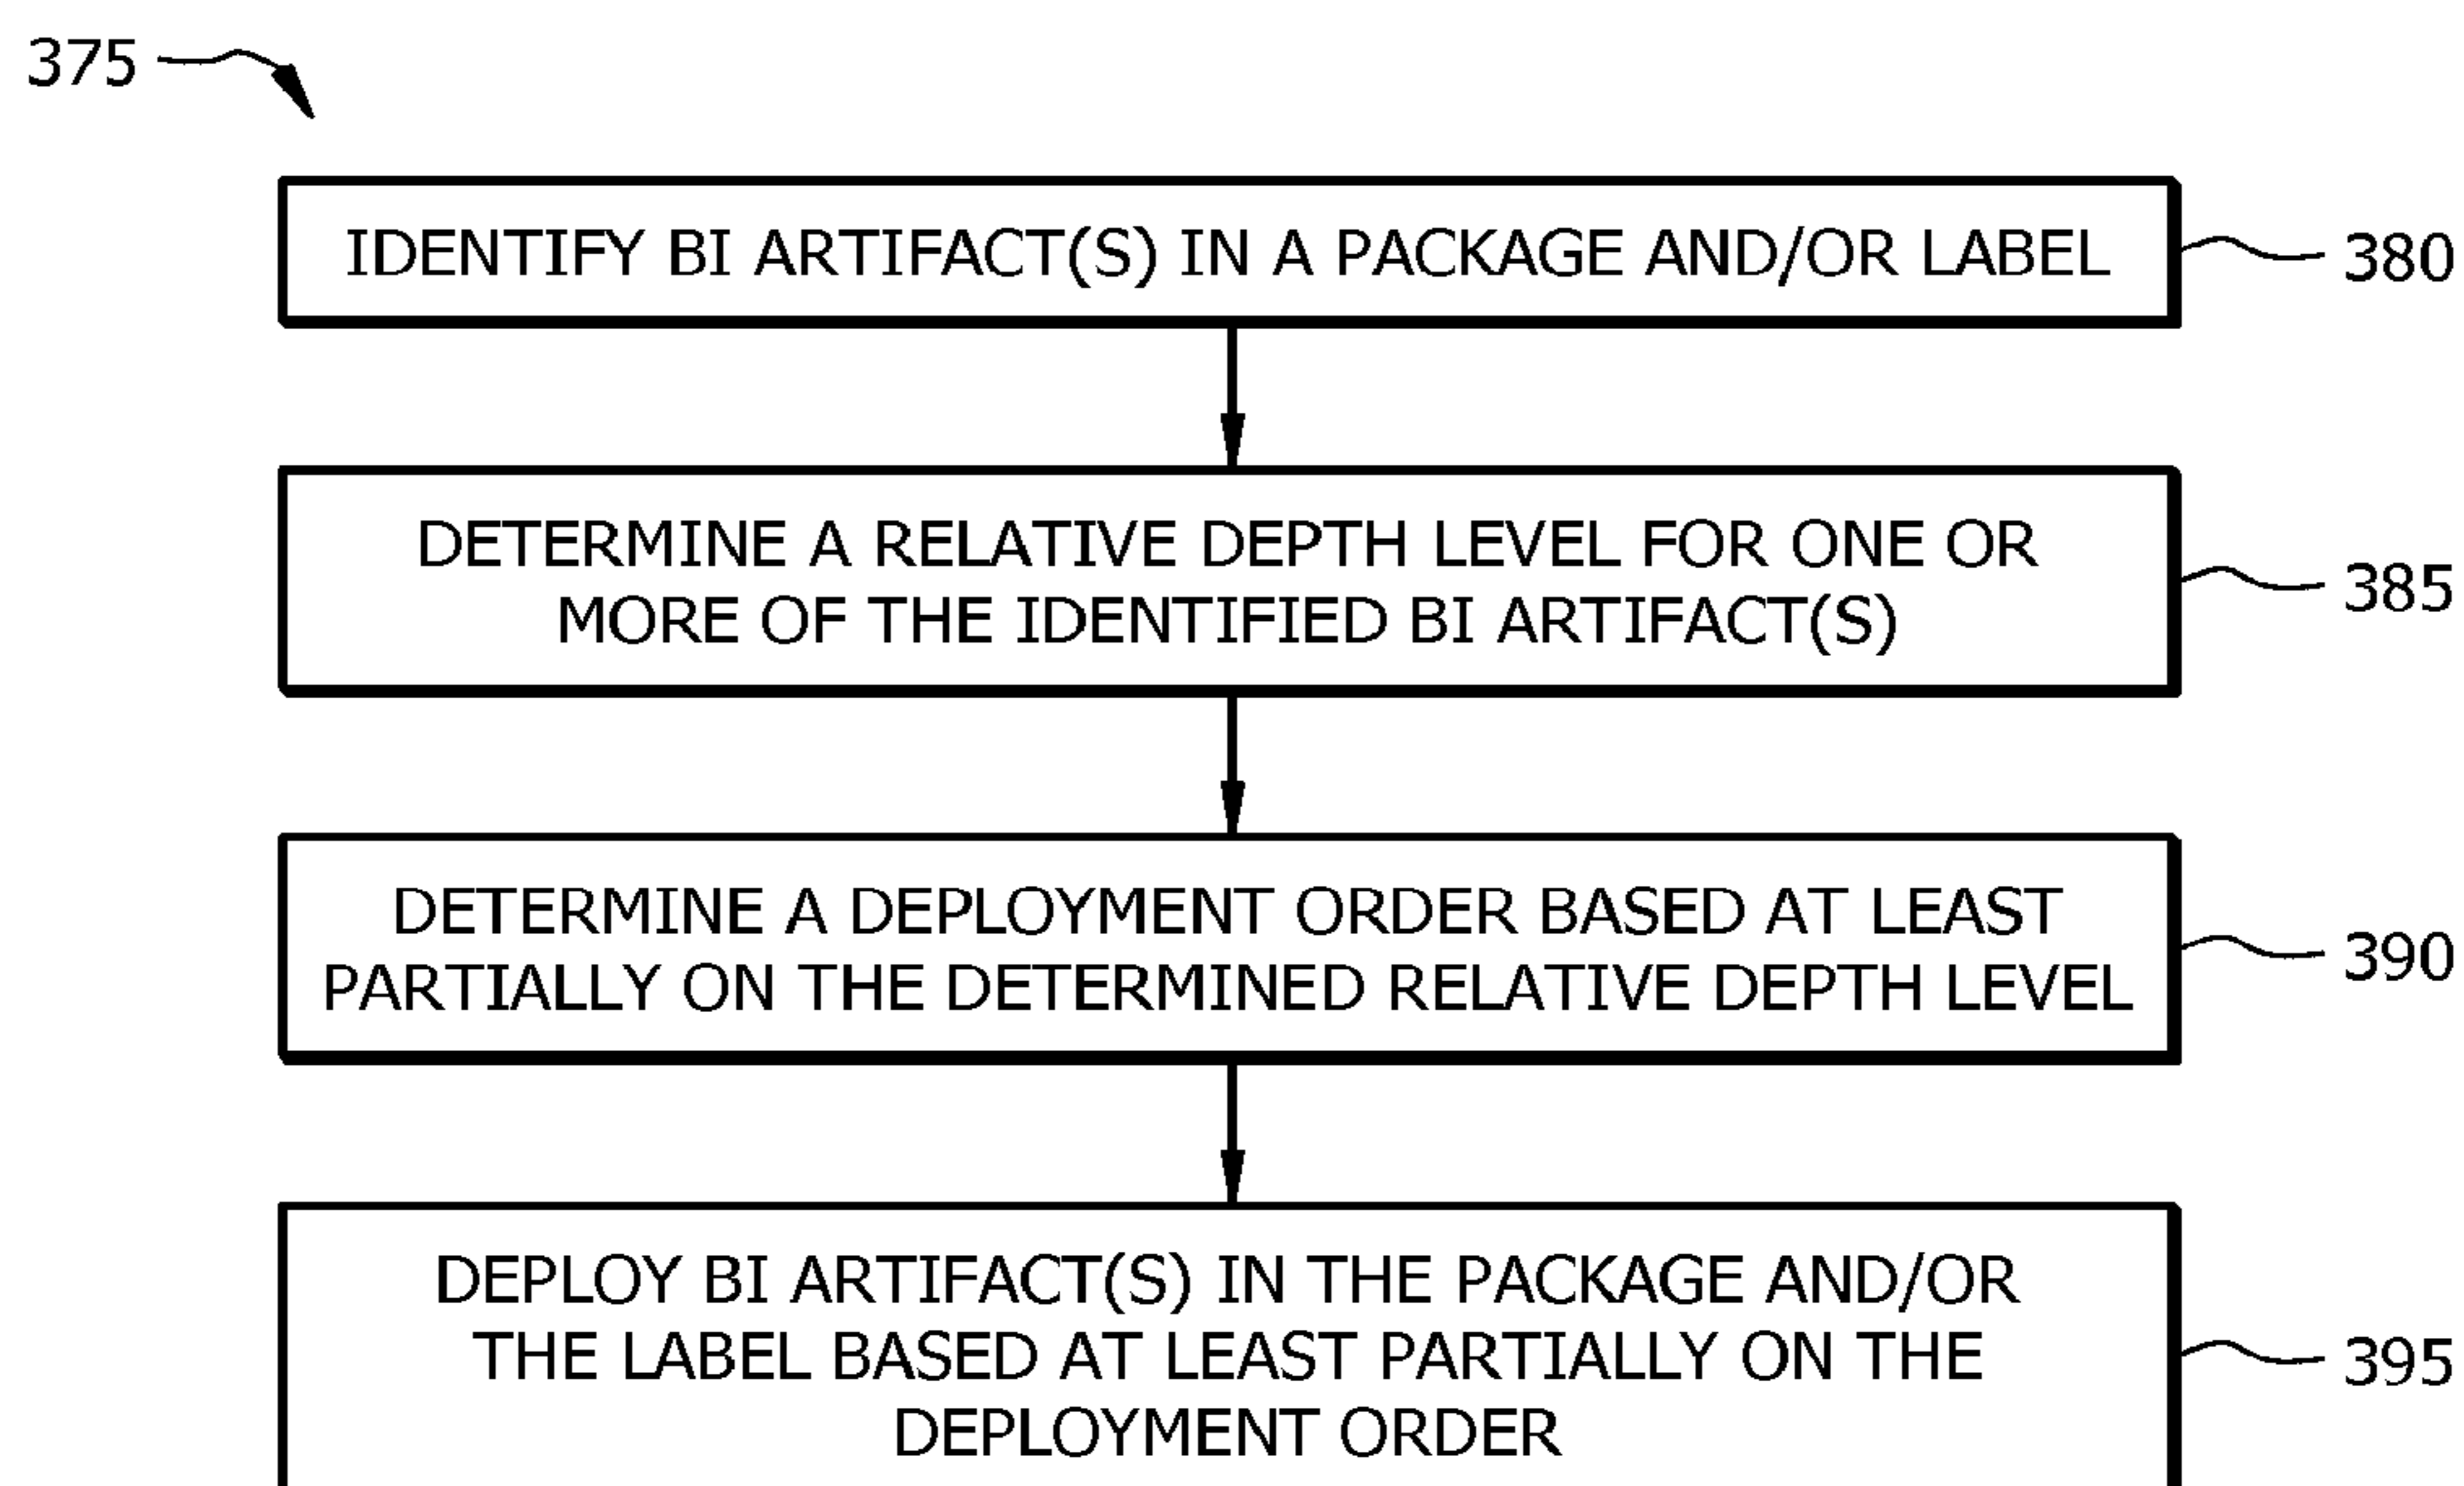 375
IDENTIFY BI ARTIFACT(S) IN A PACKAGE AND/OR LABEL
380
DETERMINE A RELATIVE DEPTH LEVEL FOR ONE OR
MORE OF THE IDENTIFIED BI ARTIFACT(S)
385
DETERMINE A DEPLOYMENT ORDER BASED AT LEAST
PARTIALLY ON THE DETERMINED RELATIVE DEPTH LEVEL
390
DEPLOY BI ARTIFACT(S) IN THE PACKAGE AND/OR
THE LABEL BASED AT LEAST PARTIALLY ON THE
DEPLOYMENT ORDER
395